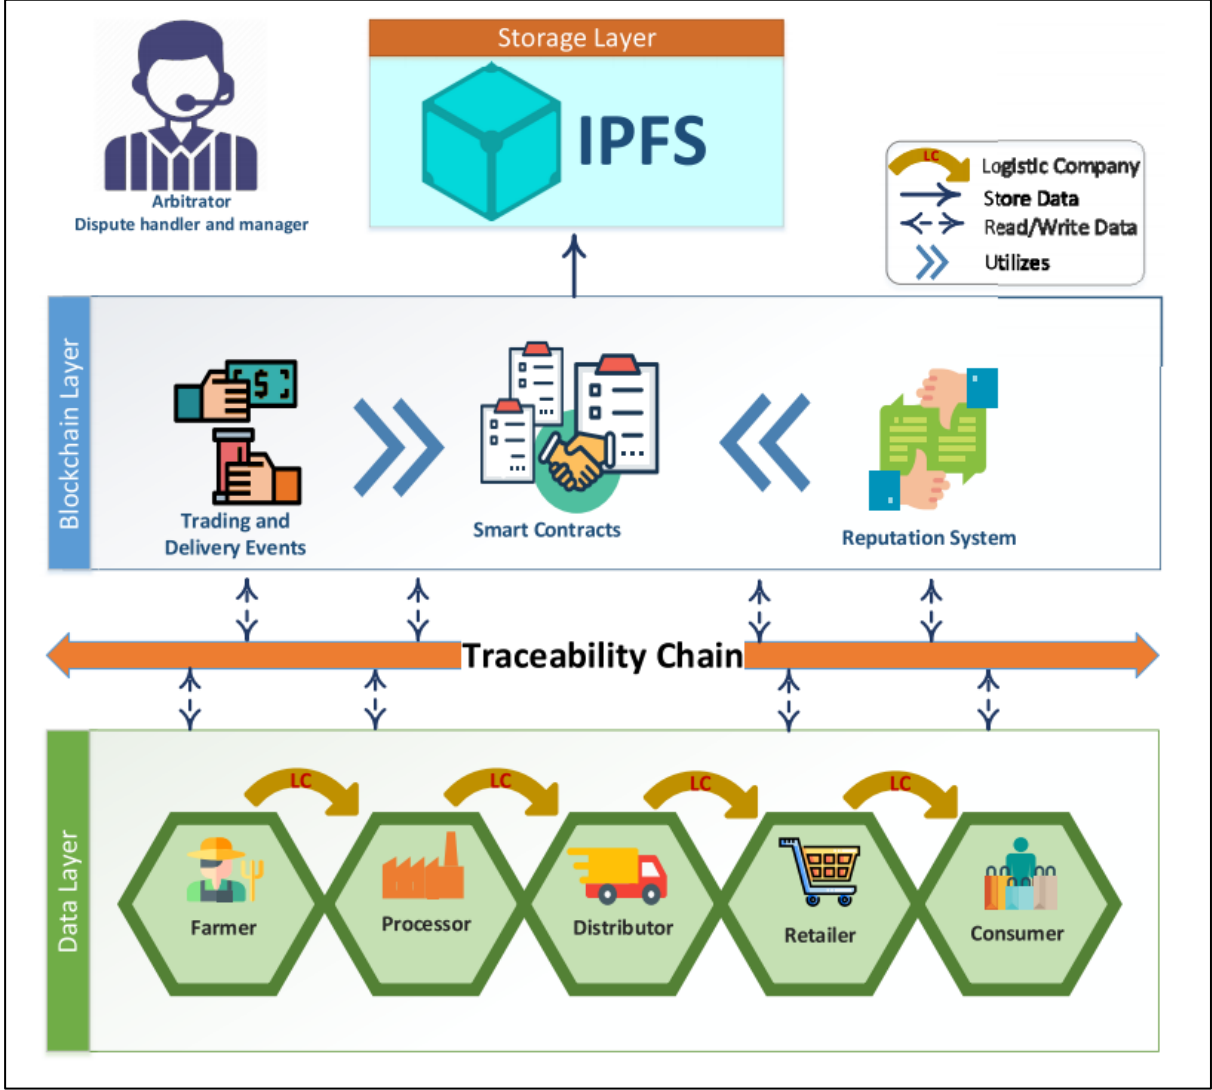 Storage Layer
IPFS
Arbitrator
Dispute handler and manager
LC
Logistic Company
Store Data
Read/Write Data
Utilizes
Blockchain Layer
$
Trading and
Delivery Events
Smart Contracts
Reputation System
Traceability Chain
Data Layer
LC
LC
LC
LC
Farmer
Processor
Distributor
Retailer
Consumer